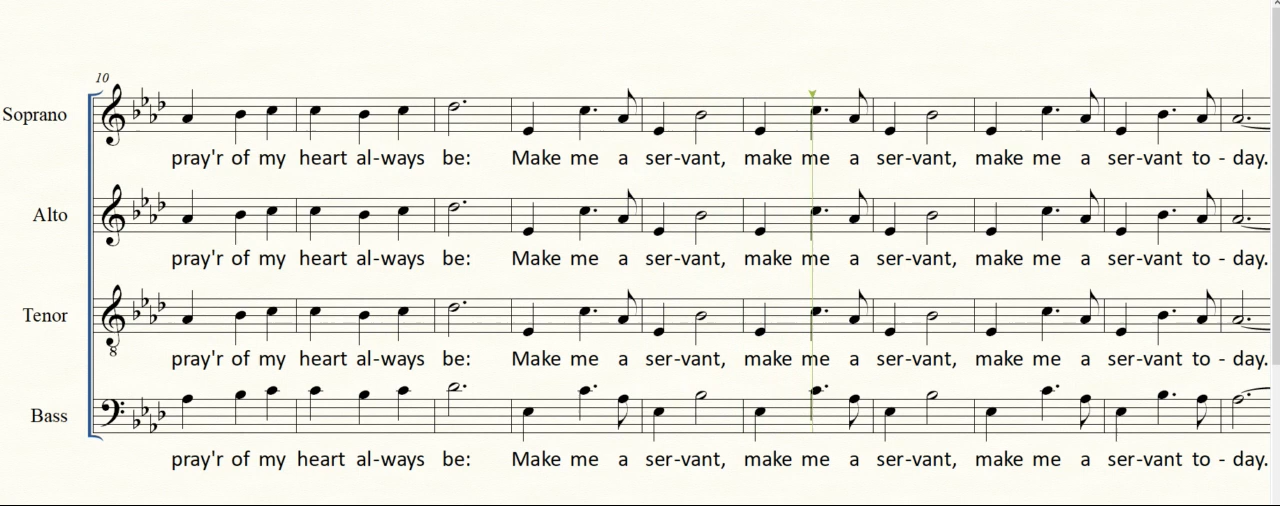 10
Soprano
pray'r of my heart al-ways be: Make me a ser-vant, make me a ser-vant, make me a ser-vant to - day.
Alto
pray'r of my heart al-ways be: Make me a ser-vant, make me a ser-vant, make me a ser-vant to - day.
Tenor
8
pray'r of my heart al-ways be: Make me a ser-vant, make me a ser-vant, make me a ser-vant to - day.
Bass
pray'r of my heart al-ways be: Make me a ser-vant, make me a ser-vant, make me a ser-vant to - day.